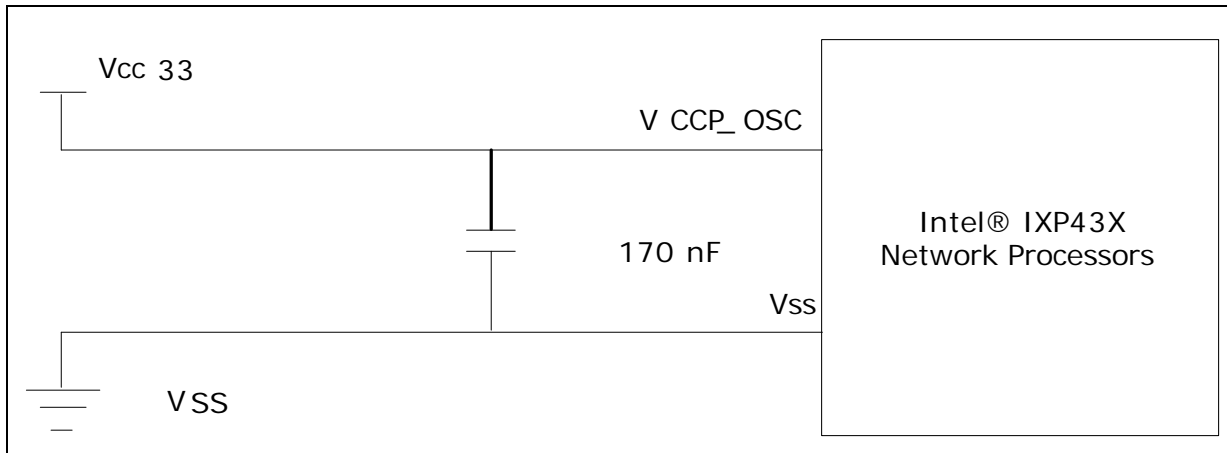 Vcc 33
V CCP_ OSC
Intel® IXP43X
Network Processors
170 nF
Vss
VSS